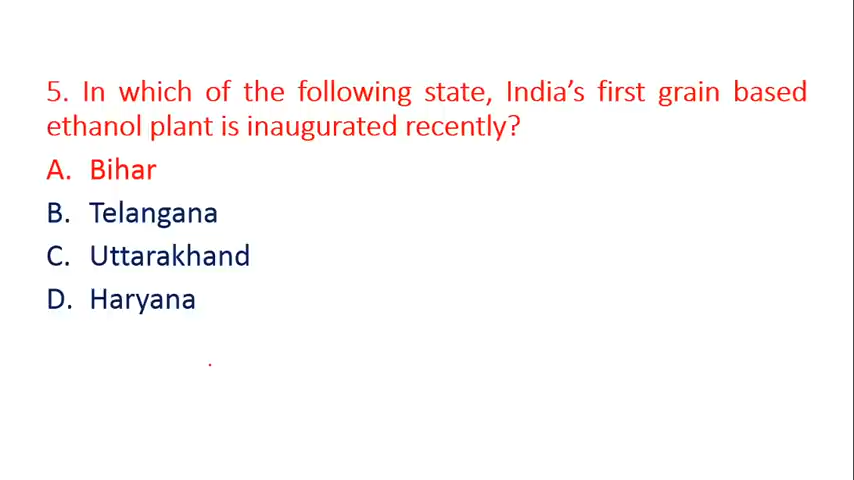 5. In which of the following state, India’s first grain based
ethanol plant is inaugurated recently?
A. Bihar
B. Telangana
C. Uttarakhand
D. Haryana